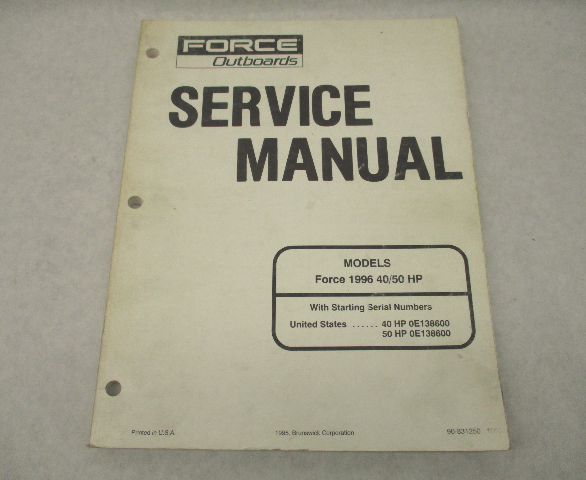 FORCE
Outboards
SERVICE
MANUAL
MODELS
Force 1996 40/50 HP
With Starting Serial Numbers
United States ...... 40 HP 0E138600
50 HP 0E138600
Printed in U.S.A.
Brunswick Corporation